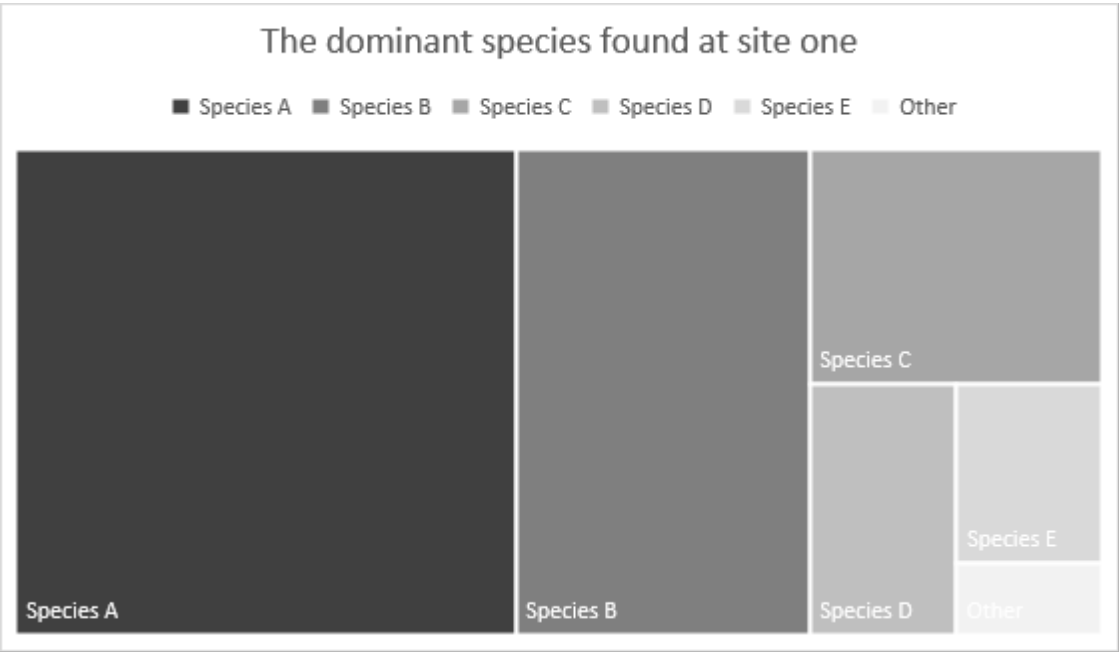 The dominant species found at site one
Species A Species B Species C Species D Species E Other
Species C
Species E
Species A
Species B
Species D
Other